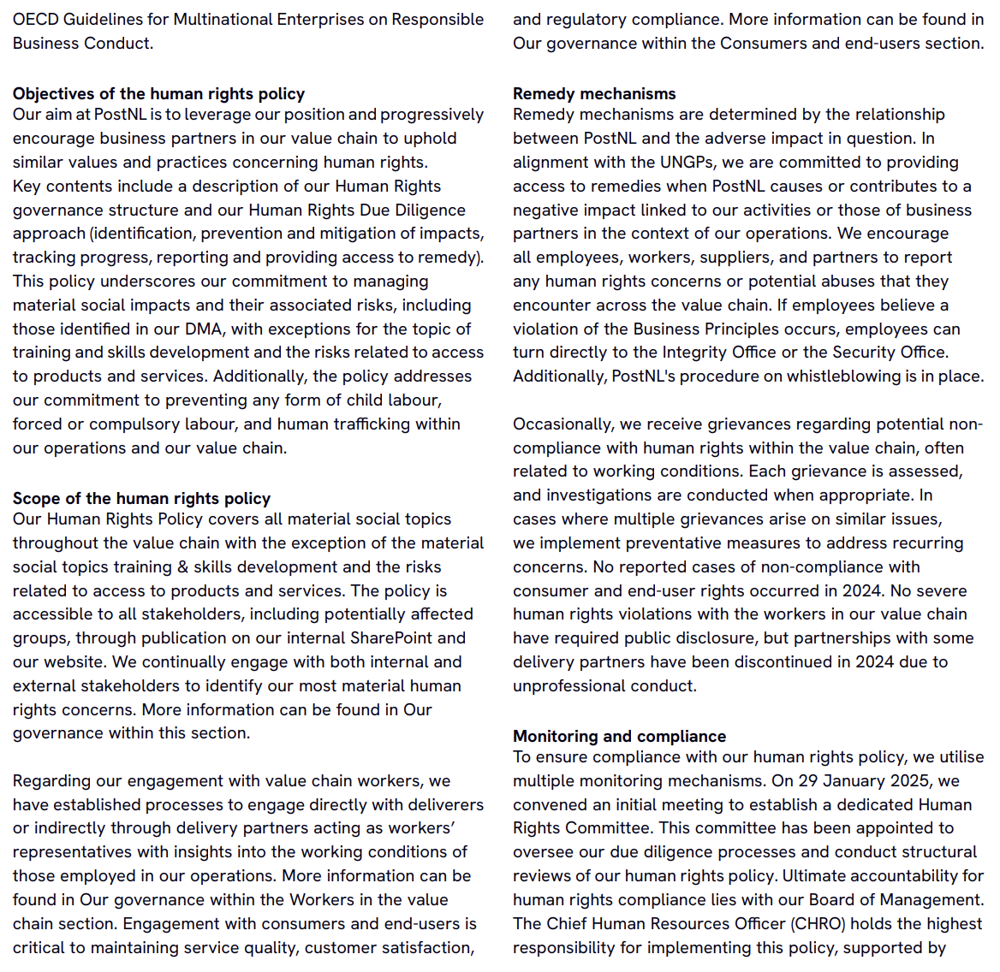 OECD Guidelines for Multinational Enterprises on Responsible
Business Conduct.
Objectives of the human rights policy
Our aim at PostNL is to leverage our position and progressively
encourage business partners in our value chain to uphold
similar values and practices concerning human rights.
Key contents include a description of our Human Rights
governance structure and our Human Rights Due Diligence
approach (identification, prevention and mitigation of impacts,
tracking progress, reporting and providing access to remedy).
This policy underscores our commitment to managing
material social impacts and their associated risks, including
those identified in our DMA, with exceptions for the topic of
training and skills development and the risks related to access
to products and services. Additionally, the policy addresses
our commitment to preventing any form of child labour,
forced or compulsory labour, and human trafficking within
our operations and our value chain.
Scope of the human rights policy
Our Human Rights Policy covers all material social topics
throughout the value chain with the exception of the material
social topics training & skills development and the risks
related to access to products and services. The policy is
accessible to all stakeholders, including potentially affected
groups, through publication on our internal SharePoint and
our website. We continually engage with both internal and
external stakeholders to identify our most material human
rights concerns. More information can be found in Our
governance within this section.
Regarding our engagement with value chain workers, we
have established processes to engage directly with deliverers
or indirectly through delivery partners acting as workers’
representatives with insights into the working conditions of
those employed in our operations. More information can be
found in Our governance within the Workers in the value
chain section. Engagement with consumers and end-users is
critical to maintaining service quality, customer satisfaction,
and regulatory compliance. More information can be found in
Our governance within the Consumers and end-users section.
Remedy mechanisms
Remedy mechanisms are determined by the relationship
between PostNL and the adverse impact in question. In
alignment with the UNGPs, we are committed to providing
access to remedies when PostNL causes or contributes to a
negative impact linked to our activities or those of business
partners in the context of our operations. We encourage
all employees, workers, suppliers, and partners to report
any human rights concerns or potential abuses that they
encounter across the value chain. If employees believe a
violation of the Business Principles occurs, employees can
turn directly to the Integrity Office or the Security Office.
Additionally, PostNL's procedure on whistleblowing is in place.
Occasionally, we receive grievances regarding potential non-
compliance with human rights within the value chain, often
related to working conditions. Each grievance is assessed,
and investigations are conducted when appropriate. In
cases where multiple grievances arise on similar issues,
we implement preventative measures to address recurring
concerns. No reported cases of non-compliance with
consumer and end-user rights occurred in 2024. No severe
human rights violations with the workers in our value chain
have required public disclosure, but partnerships with some
delivery partners have been discontinued in 2024 due to
unprofessional conduct.
Monitoring and compliance
To ensure compliance with our human rights policy, we utilise
multiple monitoring mechanisms. On 29 January 2025, we
convened an initial meeting to establish a dedicated Human
Rights Committee. This committee has been appointed to
oversee our due diligence processes and conduct structural
reviews of our human rights policy. Ultimate accountability for
human rights compliance lies with our Board of Management.
The Chief Human Resources Officer (CHRO) holds the highest
responsibility for implementing this policy, supported by